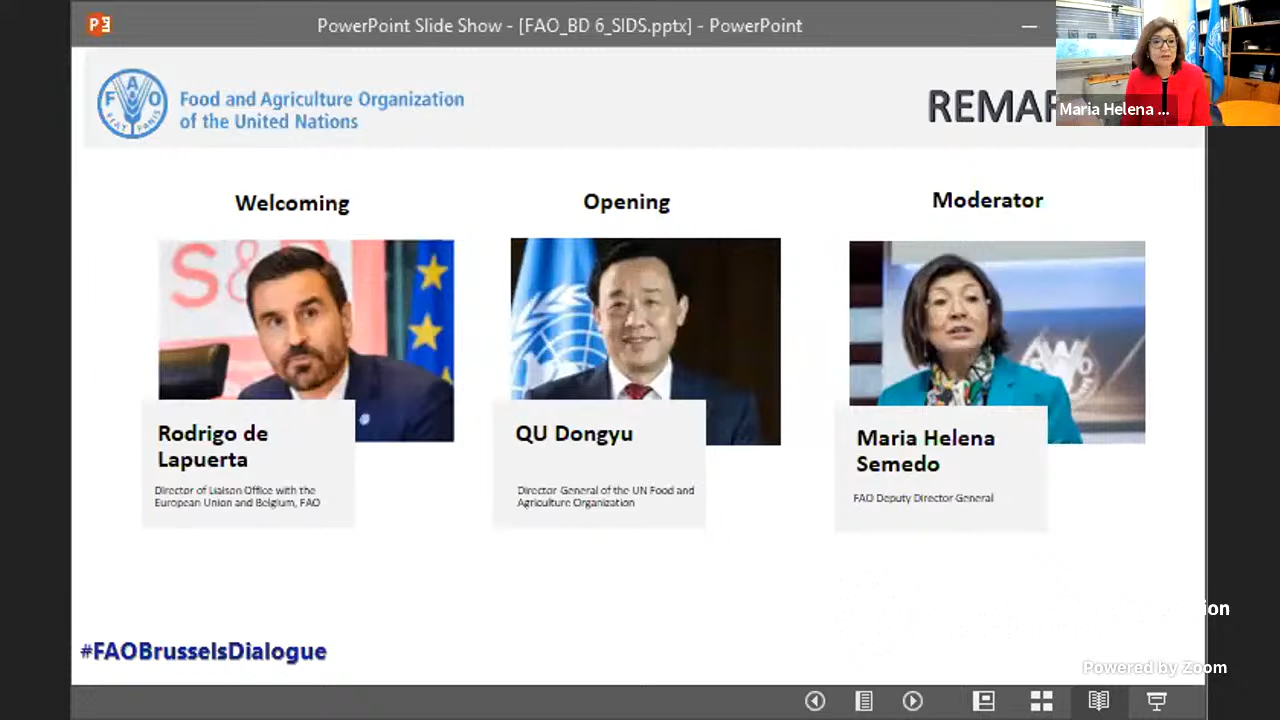 PowerPoint Slide Show - [FAO_BD 6_SIDS.pptx] - PowerPoint
Maria Helena ...
F A O
FIAT PANIS
Food and Agriculture Organization
of the United Nations
Welcoming
Opening
Moderator
S&D
Rodrigo de
Lapuerta
Director of Liaison Office with the
European Union and Belgium, FAO
QU Dongyu
Director General of the UN Food and
Agriculture Organization
Maria Helena
Semedo
FAO Deputy Director General
#FAOBrusselsDialogue
Powered by Zoom